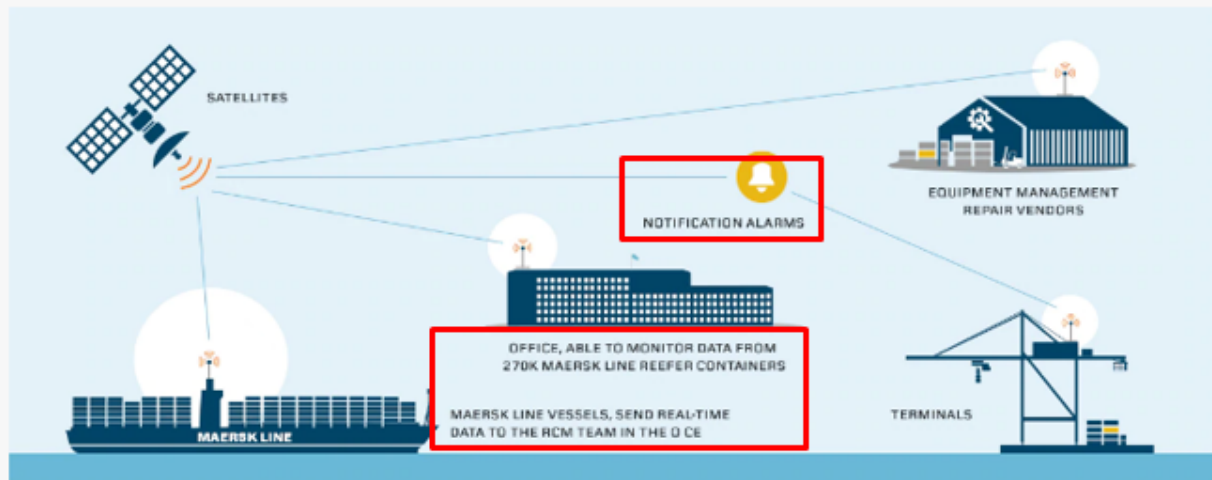 SATELLITES
EQUIPMENT MANAGEMENT
REPAIR VENDORS
NOTIFICATION ALARMS
OFFICE, ABLE TO MONITOR DATA FROM
270K MAERSK LINE REEFER CONTAINERS
MAERSK LINE VESSELS, SEND REAL-TIME
DATA TO THE RCM TEAM IN THE O CE
TERMINALS
MAERSK LINE